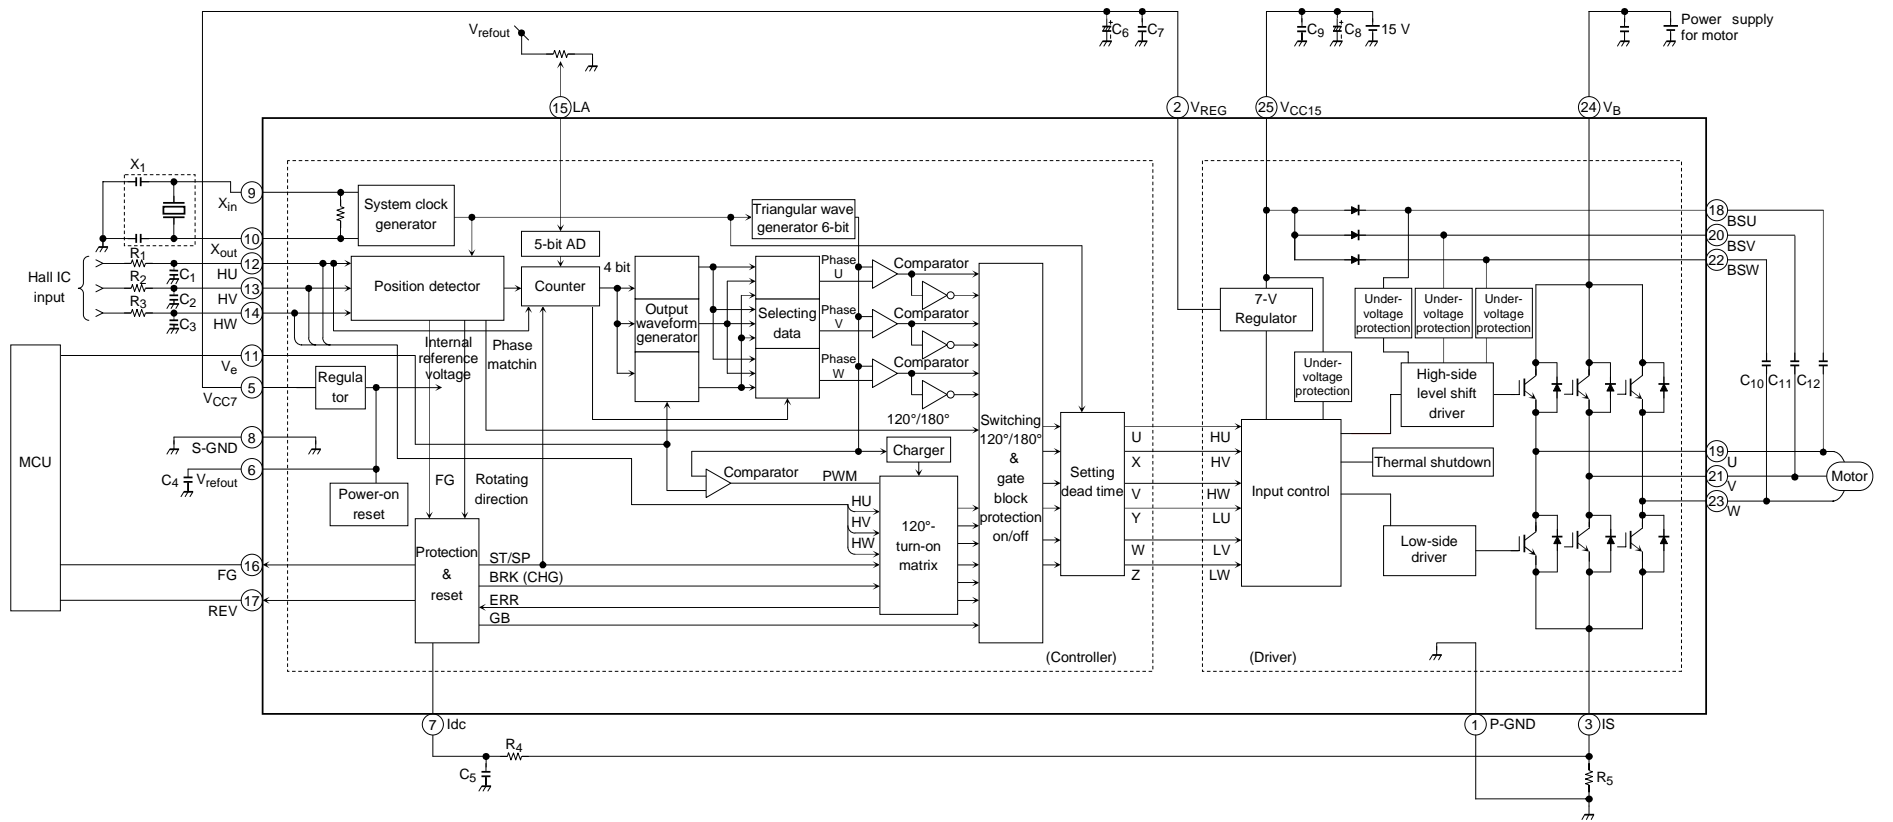 Vrefout
C6
C7
C9
C8
15 V
Power supply
for motor
15 LA
2 VREG
25 VCC15
24 VB
X1
9
Xin
10
Xout
System clock
generator
Triangular wave
generator 6-bit
5-bit AD
18
BSU
20
BSV
22
BSW
Hall IC
input
R1
C1
12
HU
R2
C2
13
HV
R3
C3
14
HW
Position detector
Counter
4 bit
Output
waveform
generator
Selecting
data
Phase
U
Phase
V
Phase
W
Comparator
Comparator
Comparator
7-V
Regulator
Under-
voltage
protection
Under-
voltage
protection
Under-
voltage
protection
Under-
voltage
protection
Internal
reference
voltage
Phase
matchin
11
Ve
5
VCC7
Regula
tor
High-side
level shift
driver
C10
C11
C12
MCU
8
S-GND
6
C4
Vrefout
120°/180°
Charger
Comparator
PWM
Switching
120°/180°
&
gate
block
protection
on/off
Setting
dead time
U
X
V
Y
W
Z
HU
HV
HW
LU
LV
LW
Input control
Thermal shutdown
19
U
21
V
23
W
Motor
Power-on
reset
FG
Rotating
direction
HU
HV
HW
120°-
turn-on
matrix
Low-side
driver
Protection
&
reset
ST/SP
BRK (CHG)
ERR
GB
16
FG
17
REV
(Controller)
(Driver)
7 Idc
1 P-GND
3 IS
R4
C5
R5